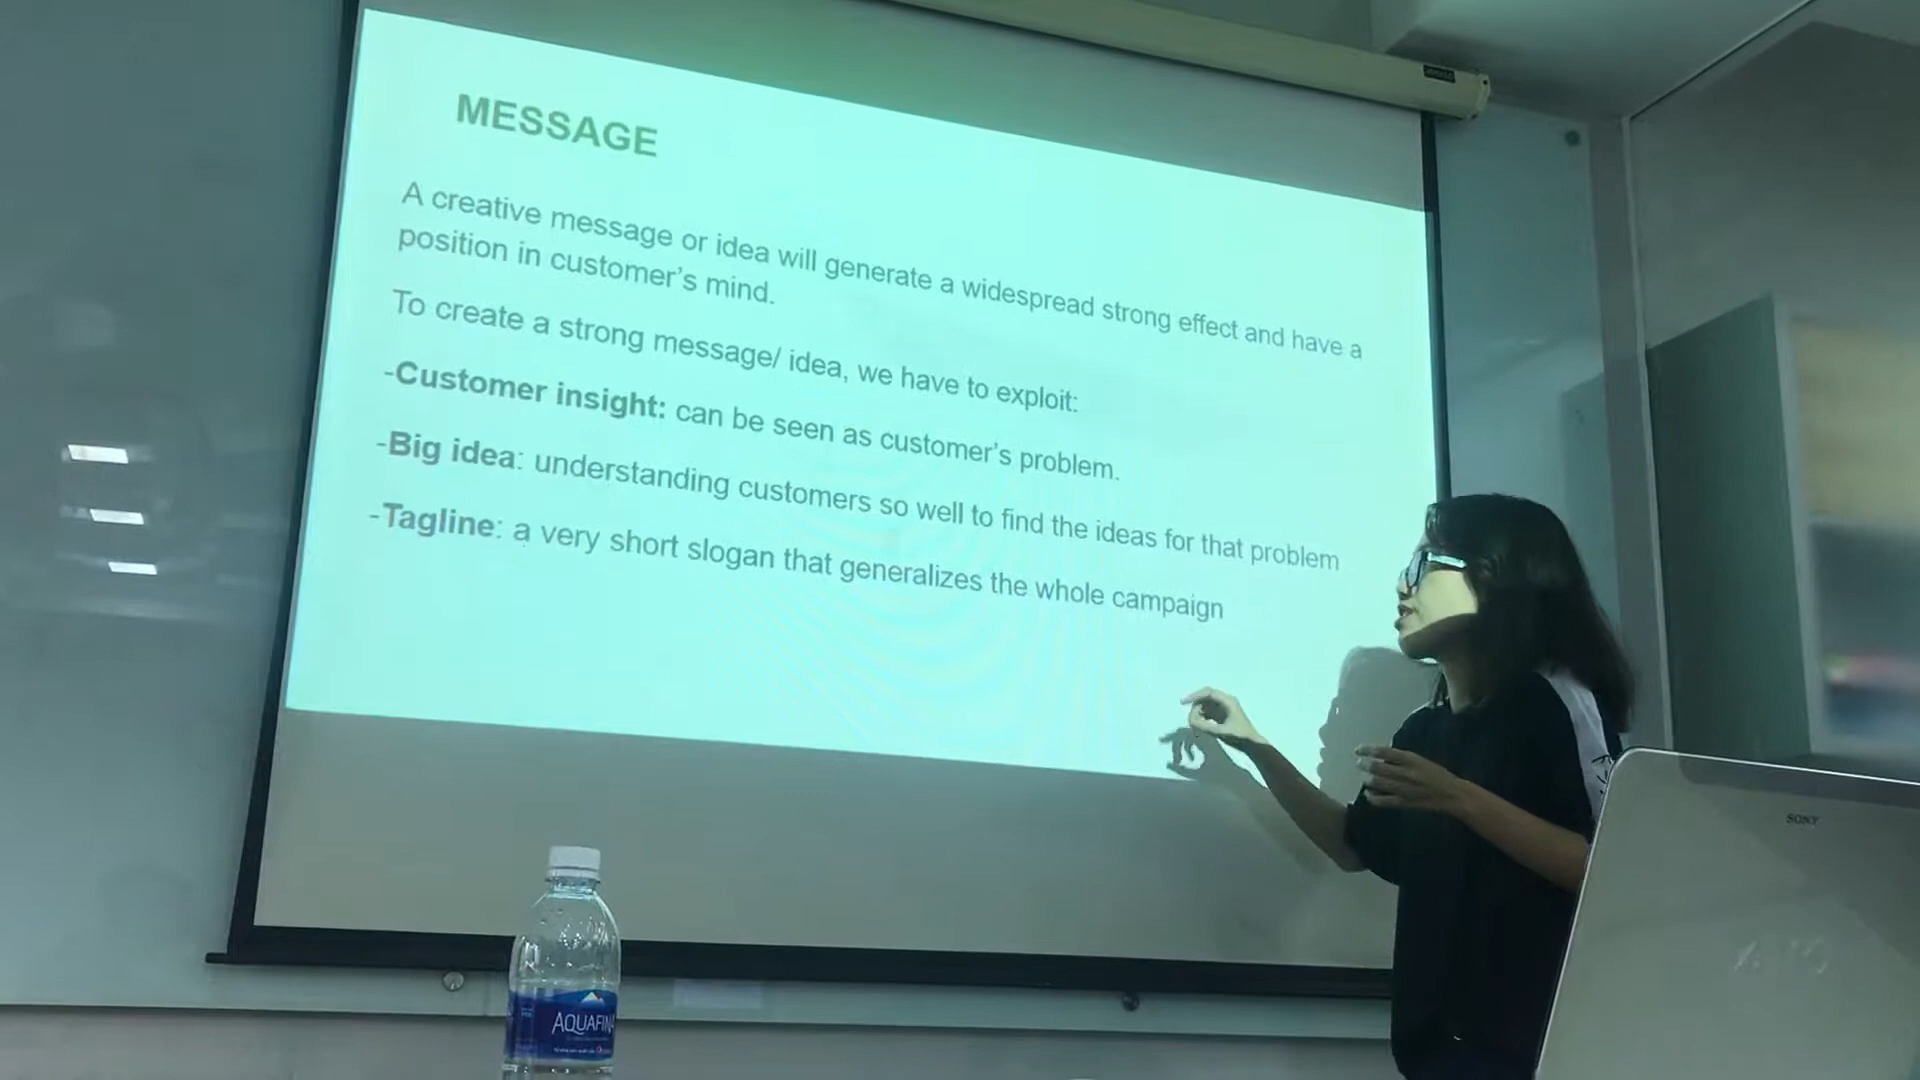 MESSAGE
A creative message or idea will generate a widespread strong effect and have a
position in customer's mind.
To create a strong message/ idea, we have to exploit:
-Customer insight: can be seen as customer's problem.
-Big idea: understanding customers so well to find the ideas for that problem
-Tagline: a very short slogan that generalizes the whole campaign
SONY
AQUAFINA